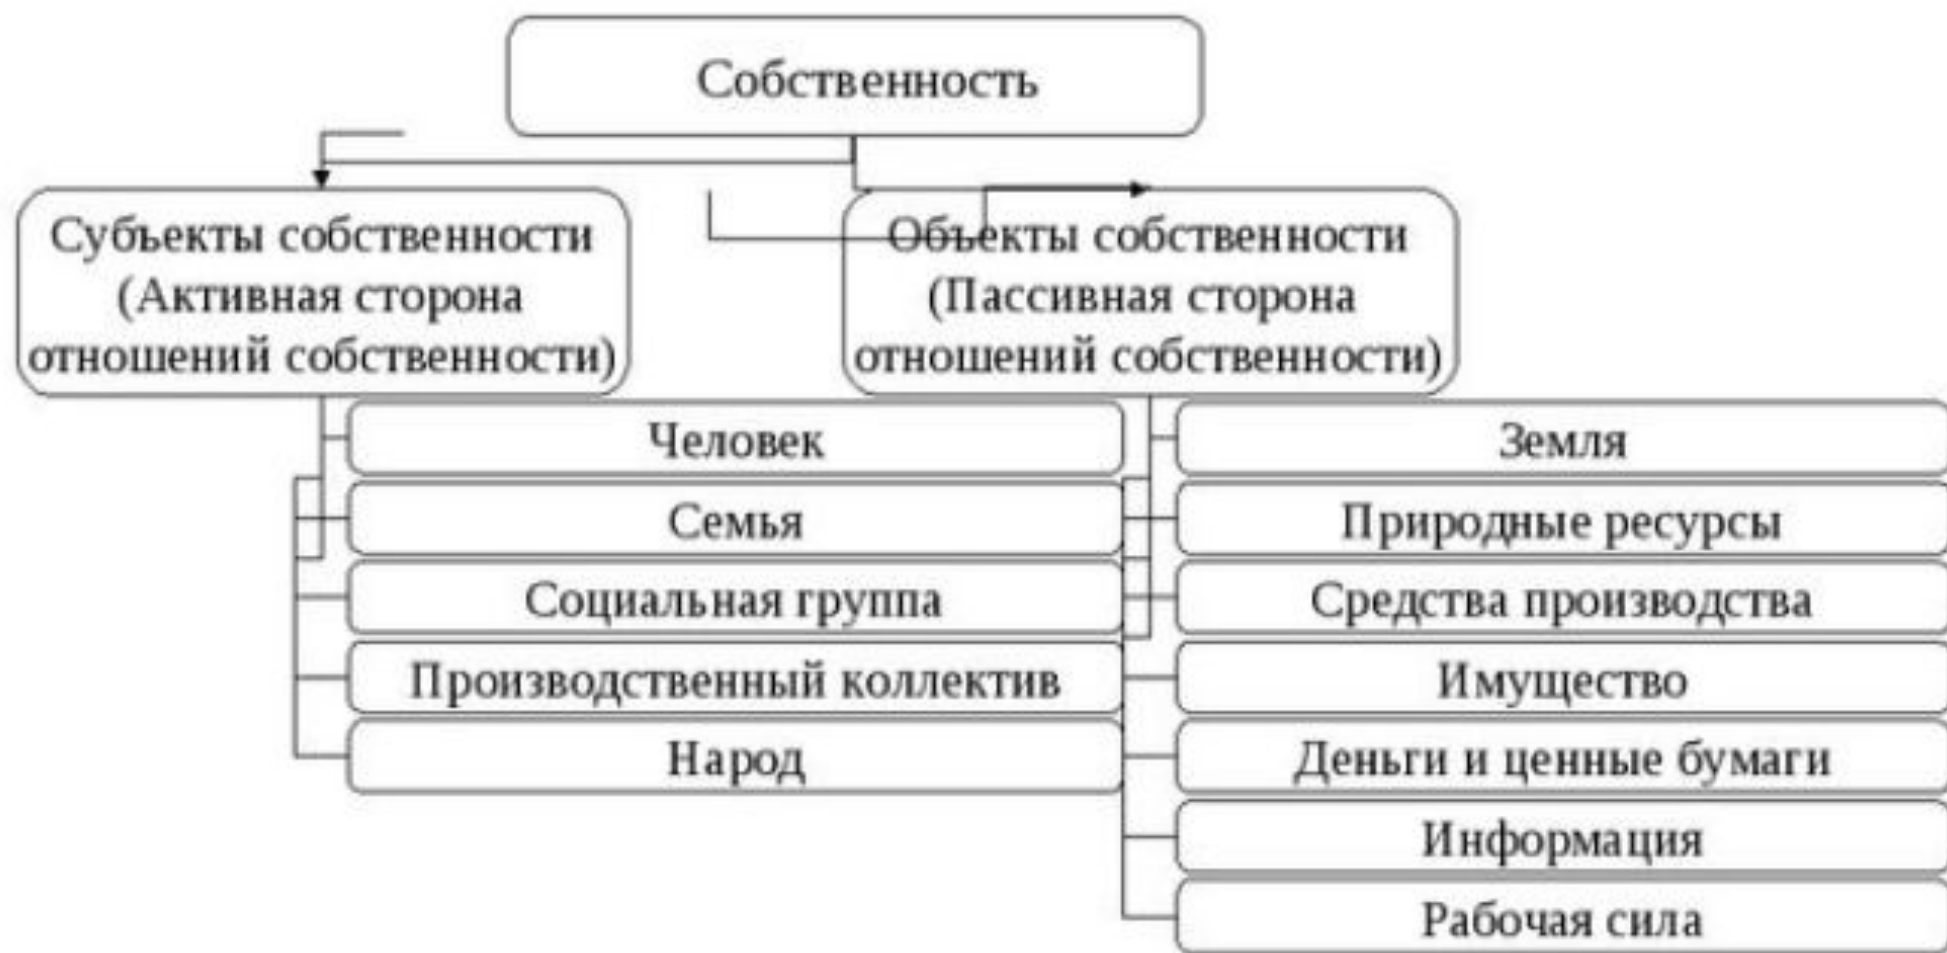 Собственность
Субъекты собственности
(Активная сторона
отношений собственности)
Объекты собственности
(Пассивная сторона
отношений собственности)
Человек
Семья
Социальная группа
Производственный коллектив
Народ
Земля
Природные ресурсы
Средства производства
Имущество
Деньги и ценные бумаги
Информация
Рабочая сила